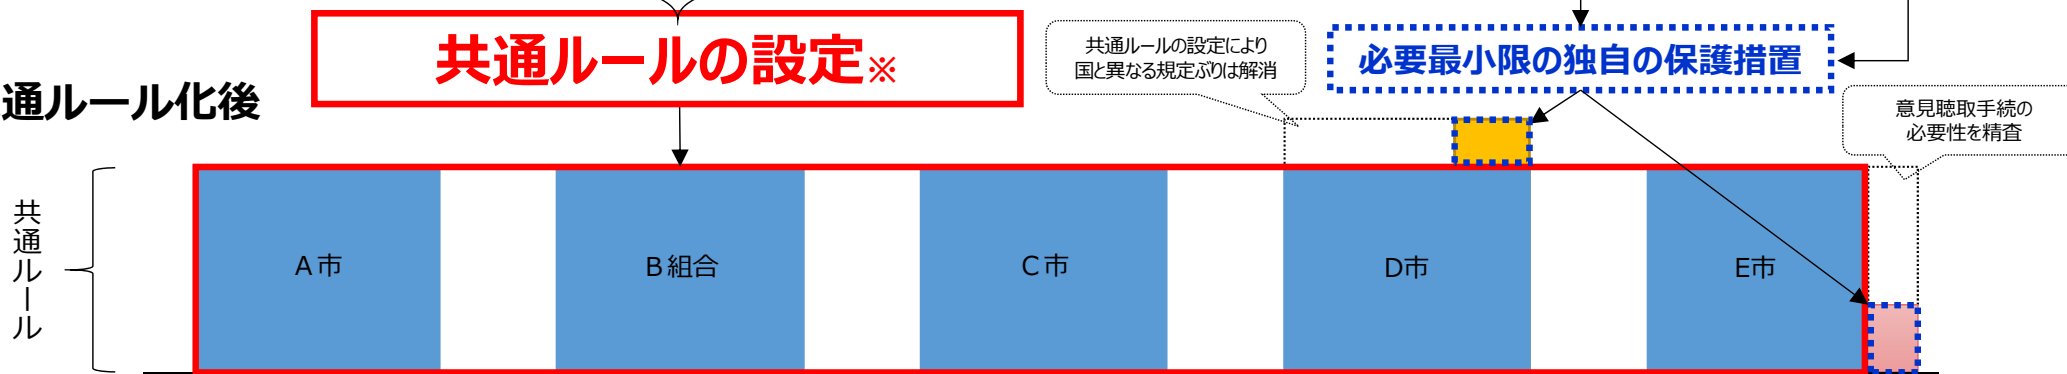 共通ルールの設定※
共通ルールの設定により
国と異なる規定ぶりは解消
必要最小限の独自の保護措置
通ルール化後
意見聴取手続の
必要性を精査
共通ルール
A市
B組合
C市
D市
E市